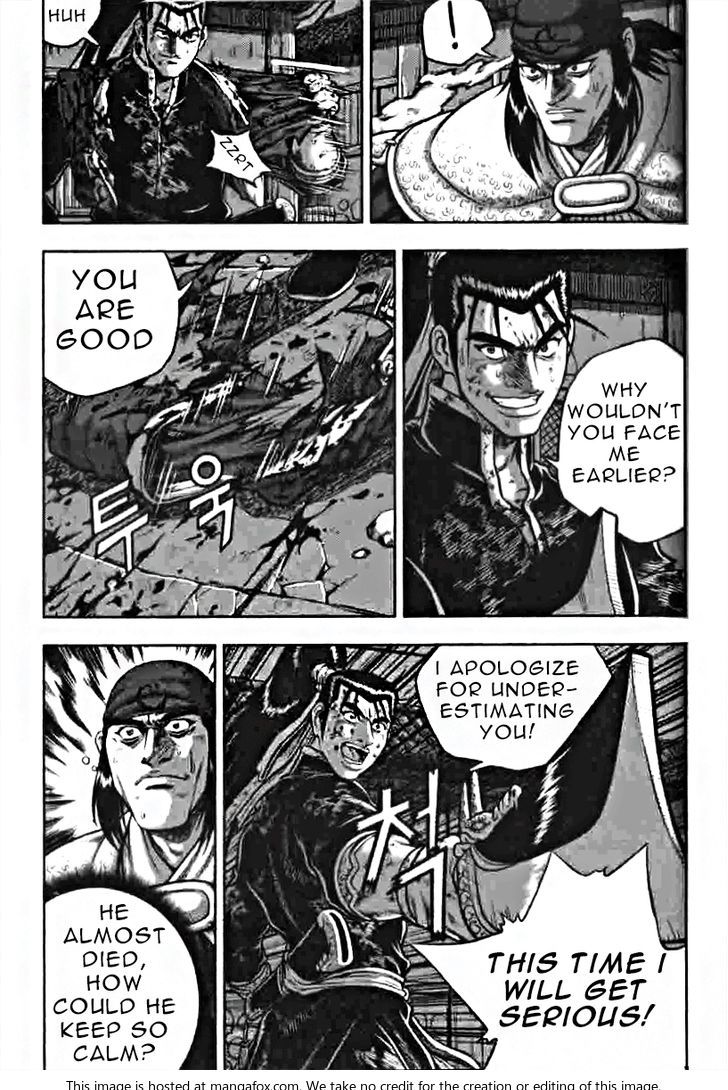 HUH
ZZRT
!
YOU
ARE
GOOD
투욱
WHY
WOULDN'T
YOU FACE
ME
EARLIER?
I APOLOGIZE
FOR UNDER-
ESTIMATING
YOU!
척
HE
ALMOST
DIED,
HOW
COULD HE
KEEP SO
CALM?
THIS TIME I
WILL GET
SERIOUS!
This image is hosted at mangafox.com. We take no credit for the creation or editing of this image.